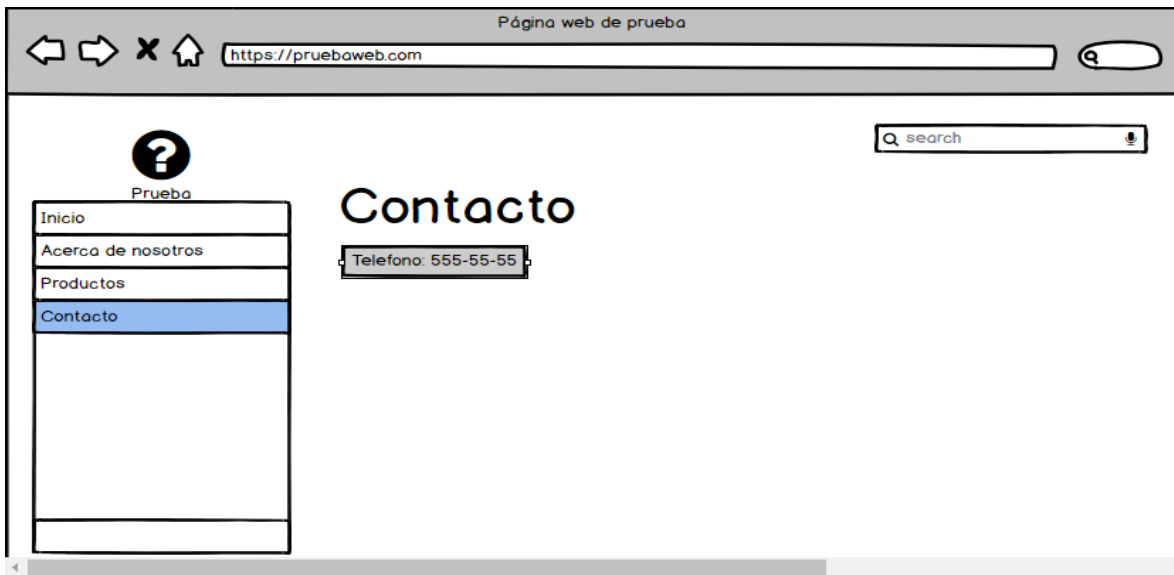 Página web de prueba
https://pruebaweb.com
search
Prueba
Inicio
Acerca de nosotros
Productos
Contacto
Contacto
Telefono: 555-55-55